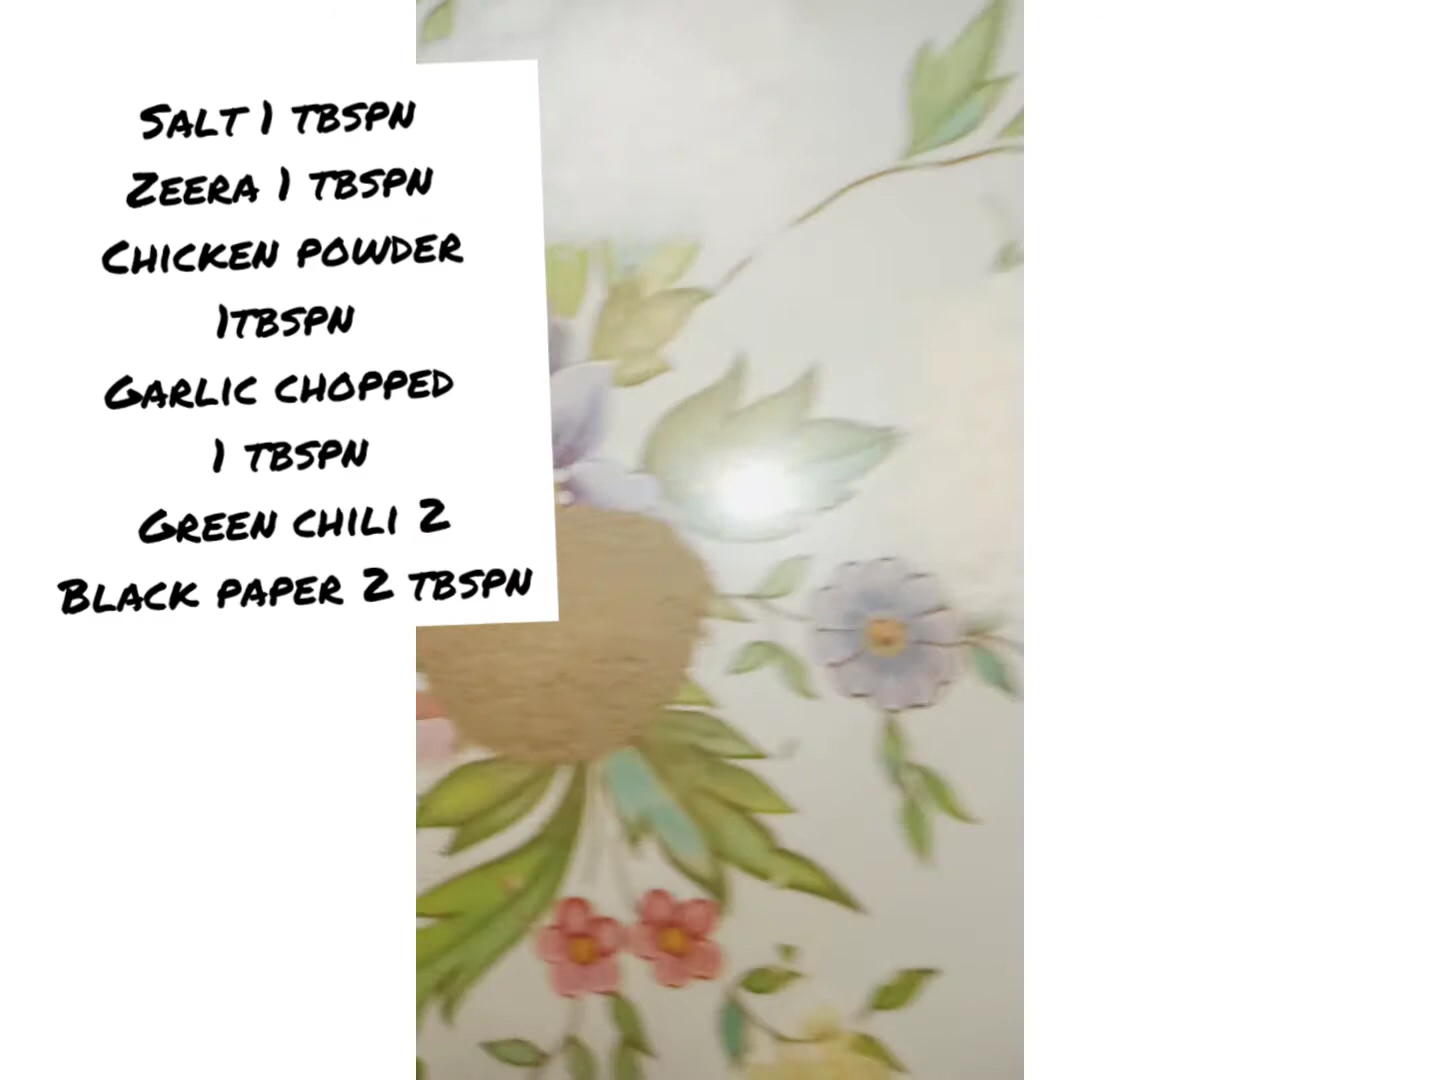 Salt 1 tbspn
Zeera 1 tbspn
Chicken powder
1tbspn
Garlic chopped
1 tbspn
Green chili 2
Black paper 2 tbspn